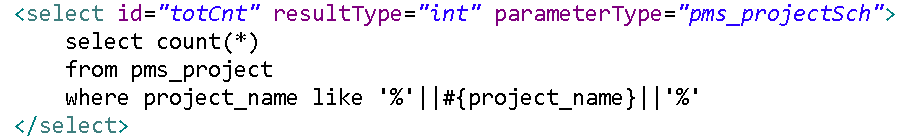 <select id="totCnt" resultType="int" parameterType="pms_projectSch">
select count(*)
from pms_project
where project_name like '%'||#{project_name}||'%'
</select>